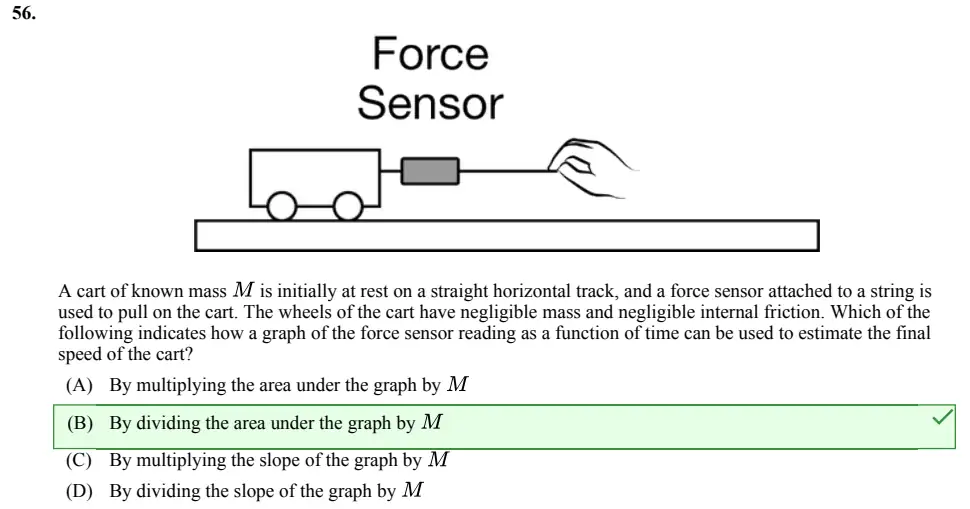 56.
Force
Sensor
A cart of known mass M is initially at rest on a straight horizontal track, and a force sensor attached to a string is
used to pull on the cart. The wheels of the cart have negligible mass and negligible internal friction. Which of the
following indicates how a graph of the force sensor reading as a function of time can be used to estimate the final
speed of the cart?
(A) By multiplying the area under the graph by M
(B) By dividing the area under the graph by M
(C) By multiplying the slope of the graph by M
(D) By dividing the slope of the graph by M